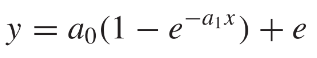 y = a₀(1 − e^{−a₁x}) + e